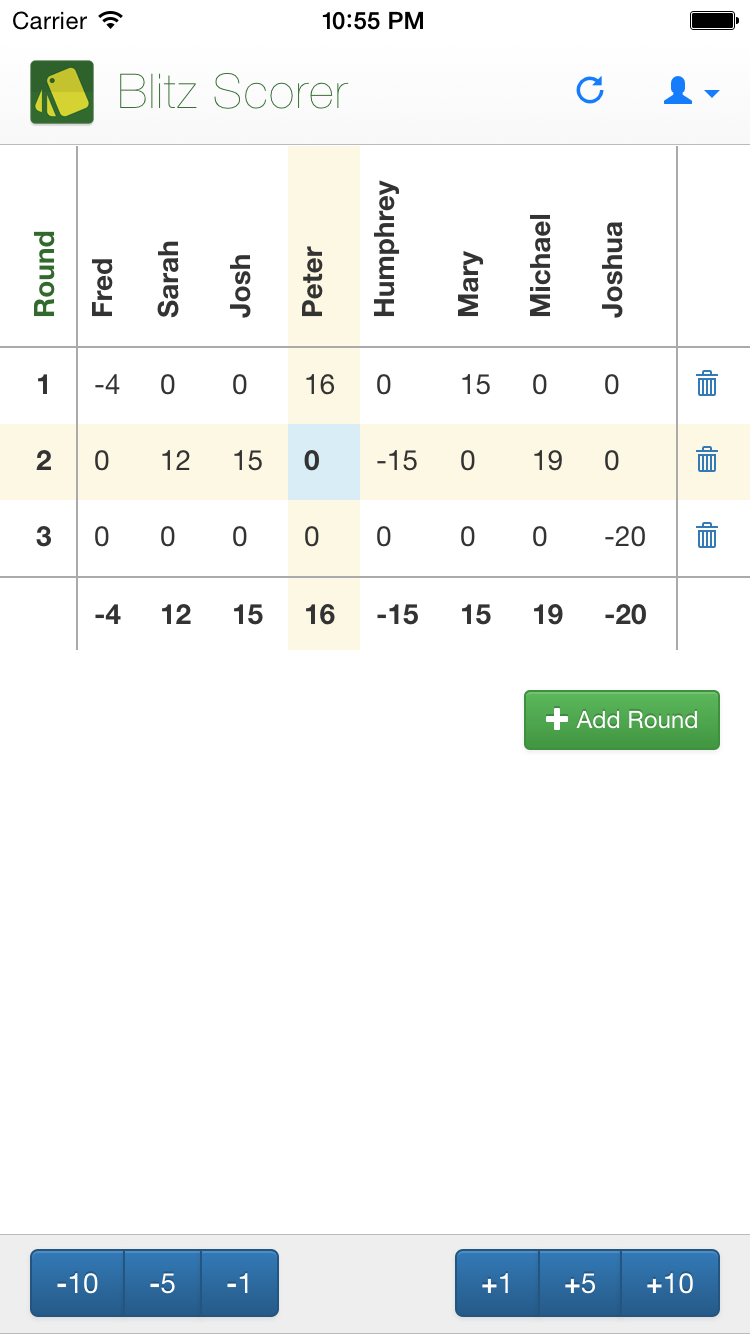 Carrier 10:55 PM
Blitz Scorer
Round Fred Sarah Josh Peter Humphrey Mary Michael Joshua
1 -4 0 0 16 0 15 0 0
2 0 12 15 0 -15 0 19 0
3 0 0 0 0 0 0 0 -20
-4 12 15 16 -15 15 19 -20
Add Round
-10 -5 -1 +1 +5 +10